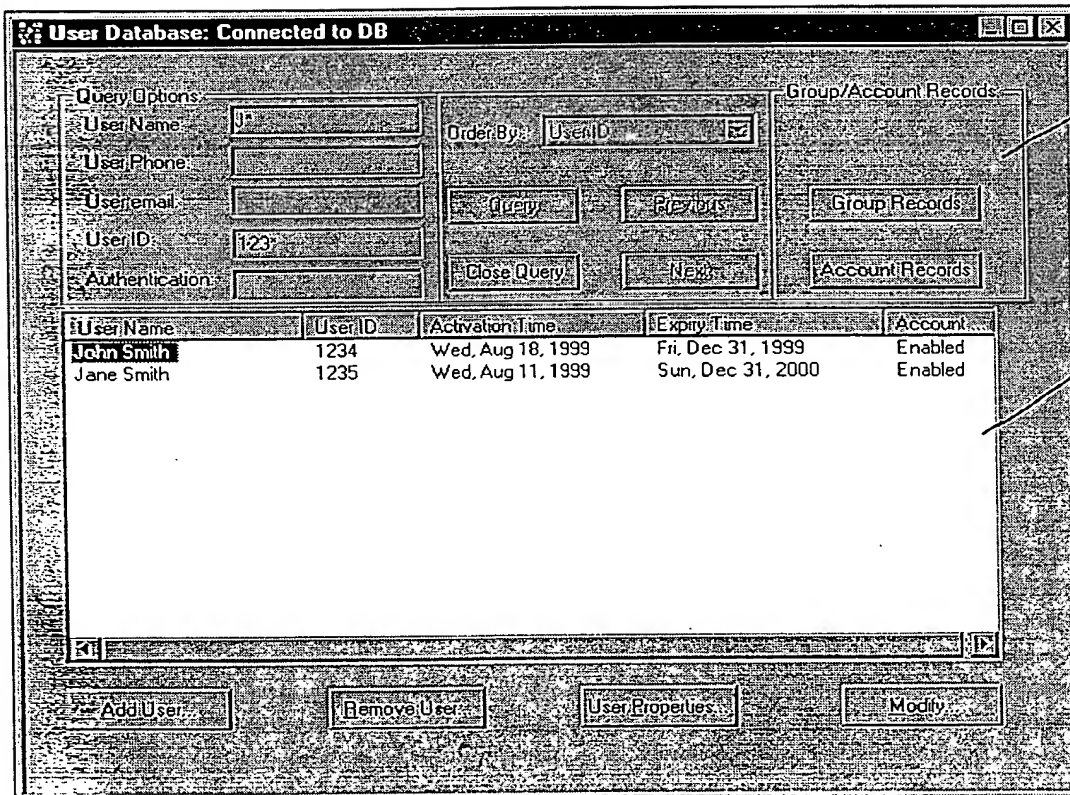 User Database: Connected to DB
Query Options:
User Name: J*
User Phone:
User email:
User ID: 123*
Authentication:
Order By: User ID
Query Previous
Close Query Next
Group/Account Records
Group Records
Account Records
User Name User ID Activation Time Expiry Time Account...
John Smith 1234 Wed, Aug 18, 1999 Fri, Dec 31, 1999 Enabled
Jane Smith 1235 Wed, Aug 11, 1999 Sun, Dec 31, 2000 Enabled
Add User... Remove User... User Properties... Modify...